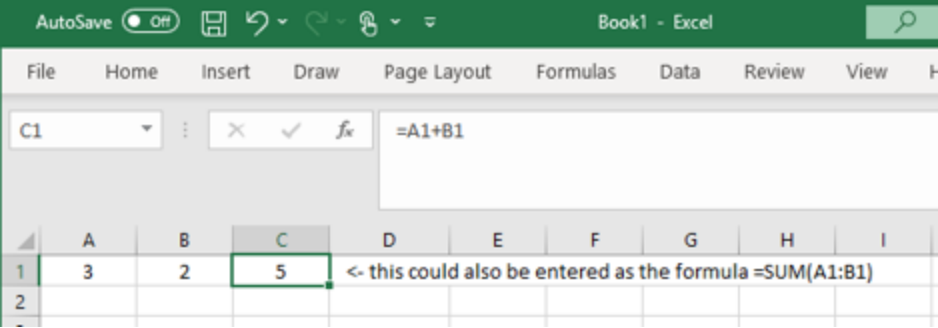 AutoSave Off Book1 - Excel
File Home Insert Draw Page Layout Formulas Data Review View
C1 fx =A1+B1
A B C D E F G H I
1 3 2 5 <- this could also be entered as the formula =SUM(A1:B1)
2